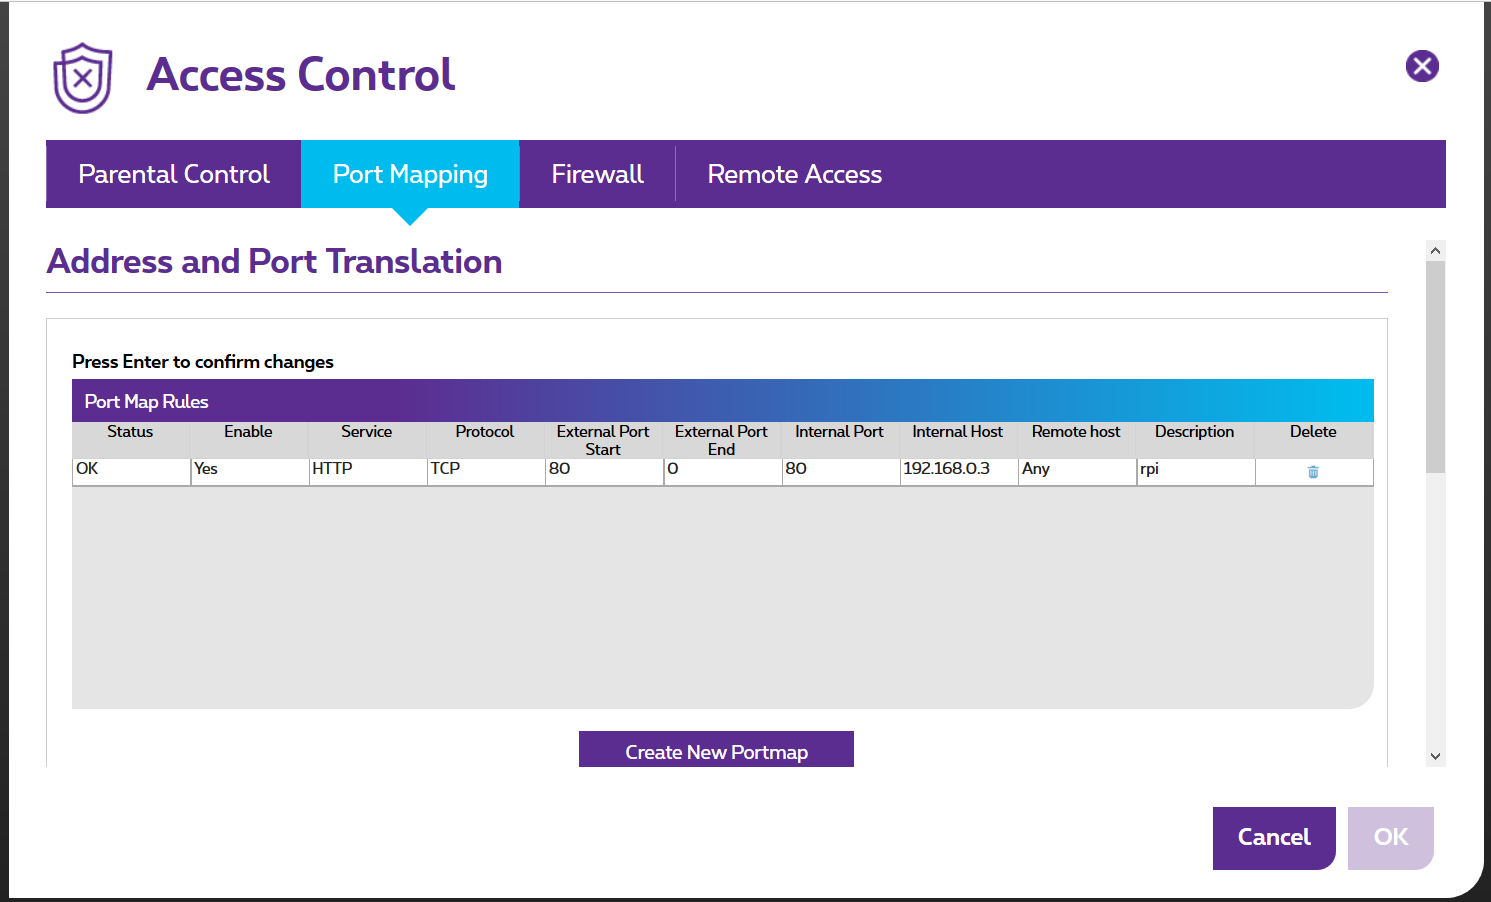 Access Control
Parental Control Port Mapping Firewall Remote Access
Address and Port Translation
Press Enter to confirm changes
Port Map Rules
Status Enable Service Protocol External Port Start External Port End Internal Port Internal Host Remote host Description Delete
OK Yes HTTP TCP 80 0 80 192.168.0.3 Any rpi
Create New Portmap
Cancel OK